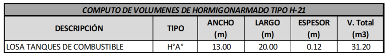 COMPUTO DE VOLUMENES DE HORMIGONARMADO TIPO H-21
DESCRIPCIÓN TIPO ANCHO (m) LARGO (m) ESPESOR (m) V. Total (m3)
LOSA TANQUES DE COMBUSTIBLE H"A" 13.00 20.00 0.12 31.20